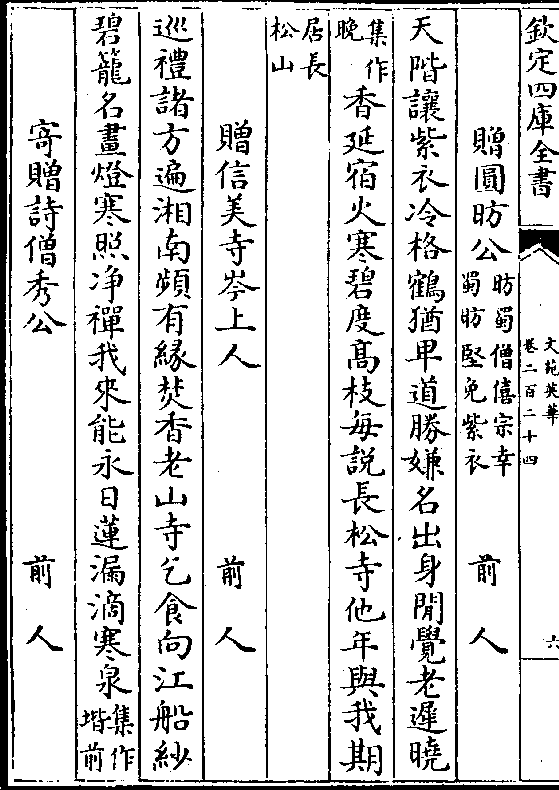 欽定四庫全書
文苑英華
卷二百二十四
六
贈圓昉公 昉蜀僧僖宗幸蜀昉堅免紫衣 前人
天階讓紫衣冷格鶴猶卑道勝嫌名出身閒覺老遲曉
集作晚香延宿火寒碧度高枝每說長松寺他年與我期
居長松山
贈信美寺岑上人 前人
巡禮諸方遍湘南頻有緣焚香老山寺乞食向江船紗
碧籠名畫燈寒照净禪我來能永日蓮漏滴寒泉集作堦前
寄贈詩僧秀公 前人